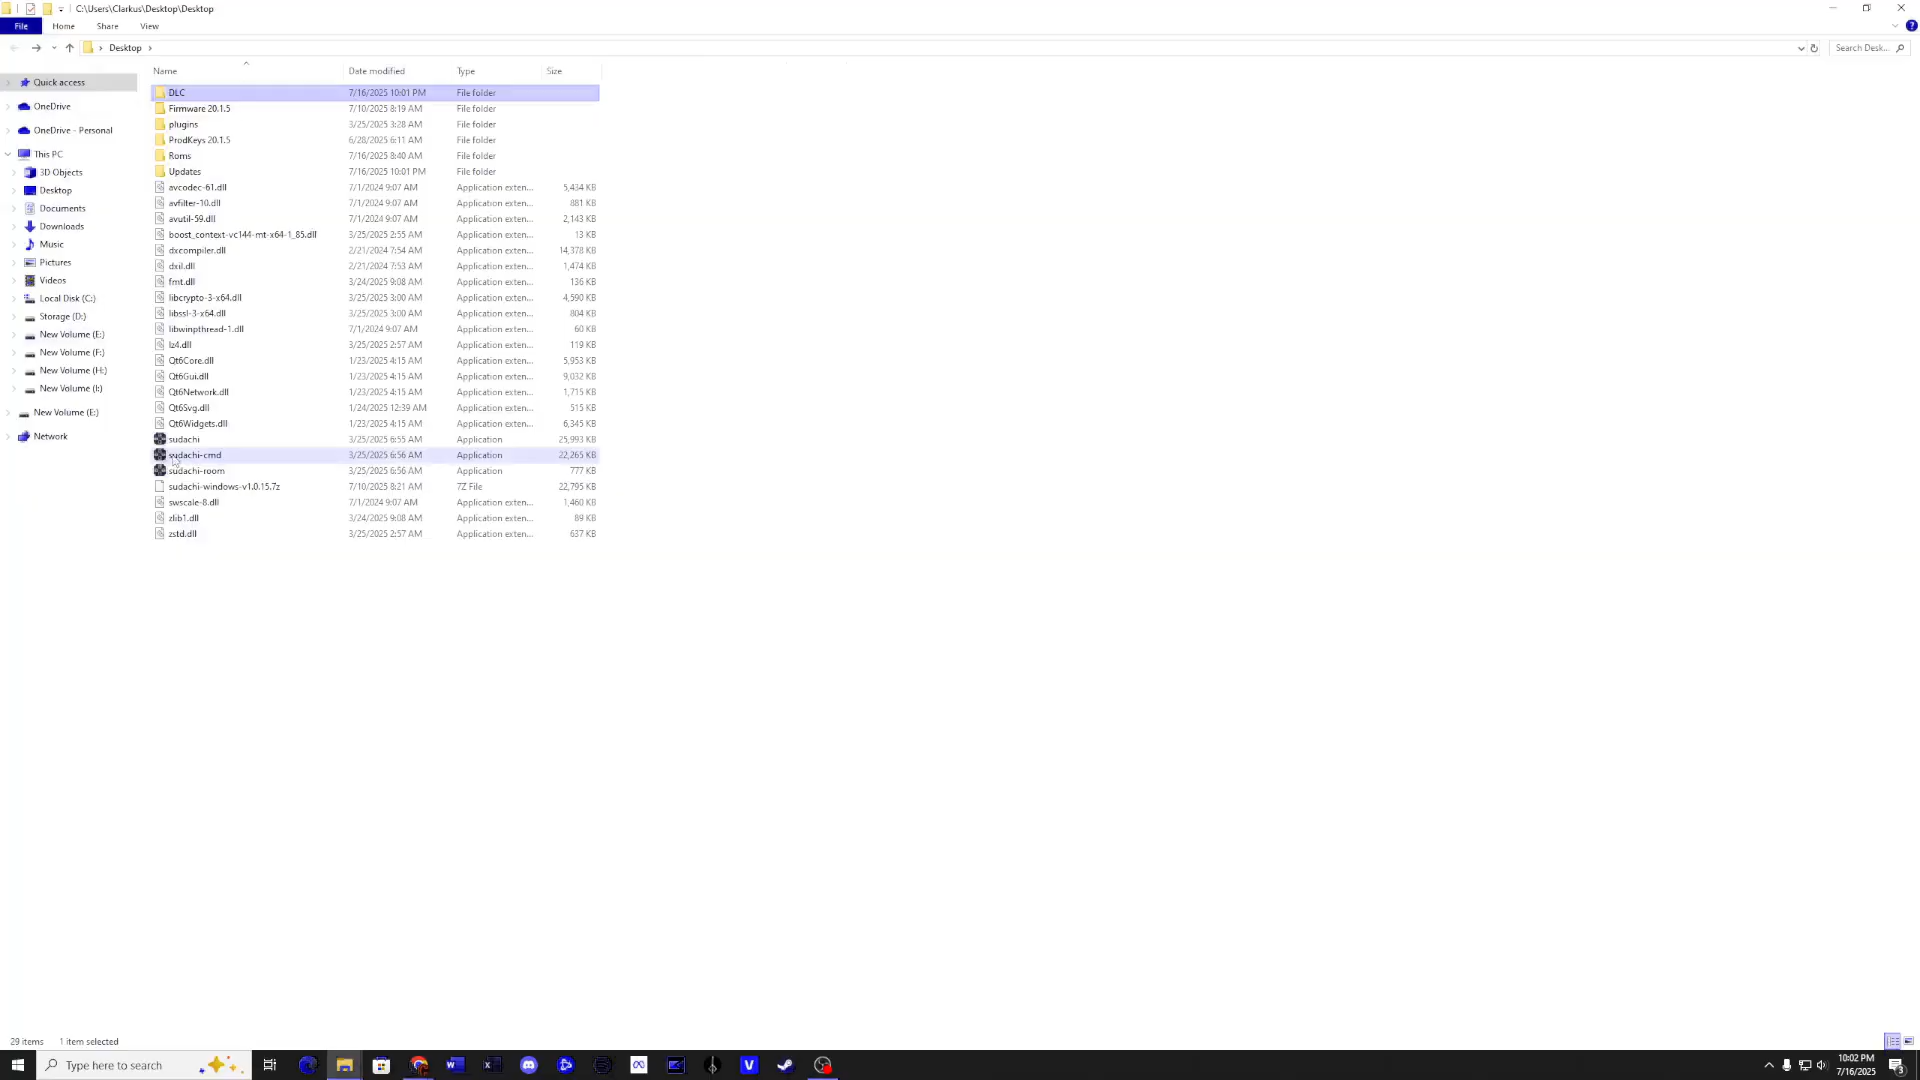 C:\Users\Clarkus\Desktop\Desktop
File Home Share View
Desktop
Search Desk...
Quick access
OneDrive
OneDrive - Personal
This PC
3D Objects
Desktop
Documents
Downloads
Music
Pictures
Videos
Local Disk (C:)
Storage (D:)
New Volume (E:)
New Volume (F:)
New Volume (H:)
New Volume (I:)
New Volume (E:)
Network
Name Date modified Type Size
DLC 7/16/2025 10:01 PM File folder
Firmware 20.1.5 7/10/2025 8:19 AM File folder
plugins 3/25/2025 3:28 AM File folder
ProdKeys 20.1.5 6/28/2025 6:11 AM File folder
Roms 7/16/2025 8:40 AM File folder
Updates 7/16/2025 10:01 PM File folder
avcodec-61.dll 7/1/2024 9:07 AM Application exten... 5,434 KB
avfilter-10.dll 7/1/2024 9:07 AM Application exten... 881 KB
avutil-59.dll 7/1/2024 9:07 AM Application exten... 2,143 KB
boost_context-vc144-mt-x64-1_85.dll 3/25/2025 2:55 AM Application exten... 13 KB
dxcompiler.dll 2/21/2024 7:54 AM Application exten... 14,378 KB
dxil.dll 2/21/2024 7:53 AM Application exten... 1,474 KB
fmt.dll 3/24/2025 9:08 AM Application exten... 136 KB
libcrypto-3-x64.dll 3/25/2025 3:00 AM Application exten... 4,590 KB
libssl-3-x64.dll 3/25/2025 3:00 AM Application exten... 804 KB
libwinpthread-1.dll 7/1/2024 9:07 AM Application exten... 60 KB
lz4.dll 3/25/2025 2:57 AM Application exten... 119 KB
Qt6Core.dll 1/23/2025 4:15 AM Application exten... 5,953 KB
Qt6Gui.dll 1/23/2025 4:15 AM Application exten... 9,032 KB
Qt6Network.dll 1/23/2025 4:15 AM Application exten... 1,715 KB
Qt6Svg.dll 1/24/2025 12:39 AM Application exten... 515 KB
Qt6Widgets.dll 1/23/2025 4:15 AM Application exten... 6,345 KB
sudachi 3/25/2025 6:55 AM Application 25,993 KB
sudachi-cmd 3/25/2025 6:56 AM Application 22,265 KB
sudachi-room 3/25/2025 6:56 AM Application 777 KB
sudachi-windows-v1.0.15.7z 7/10/2025 8:21 AM 7Z File 22,795 KB
swscale-8.dll 7/1/2024 9:07 AM Application exten... 1,460 KB
zlib1.dll 3/24/2025 9:08 AM Application exten... 89 KB
zstd.dll 3/25/2025 2:57 AM Application exten... 637 KB
29 items 1 item selected
Type here to search
10:02 PM
7/16/2025
3